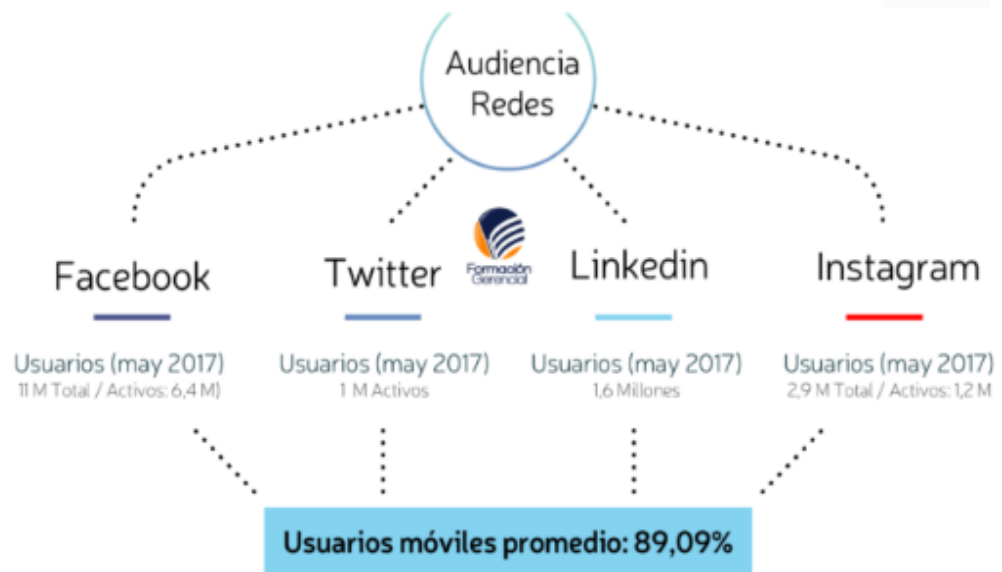 Audiencia
Redes
Formación
Gerencial
Facebook
Twitter
Linkedin
Instagram
Usuarios (may 2017)
11 M Total / Activos: 6,4 M)
Usuarios (may 2017)
1 M Activos
Usuarios (may 2017)
1,6 Millones
Usuarios (may 2017)
2,9 M Total / Activos: 1,2 M
Usuarios móviles promedio: 89,09%